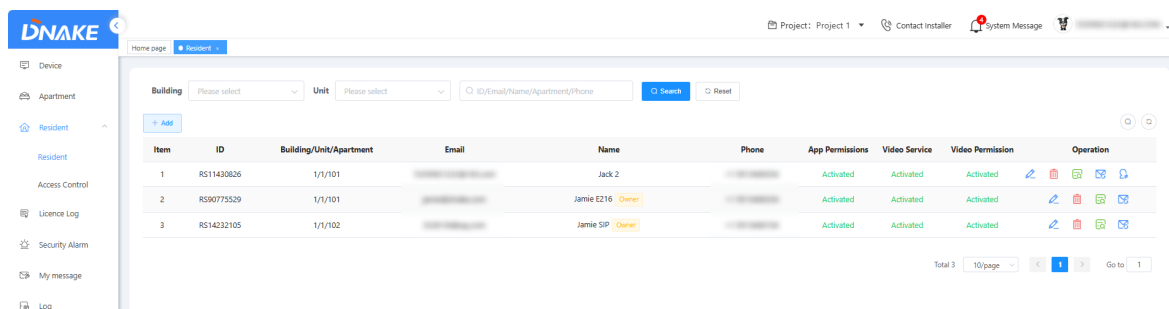 DNAKE
Project: Project 1
Contact Installer
4
System Message
Home page
Resident ×
Device
Apartment
Resident
Resident
Access Control
Licence Log
Security Alarm
My message
Log
Building Please select Unit Please select ID/Email/Name/Apartment/Phone Search Reset
+ Add
Item ID Building/Unit/Apartment Email Name Phone App Permissions Video Service Video Permission Operation
1 RS11430826 1/1/101 Jack 2 Activated Activated Activated
2 RS90775529 1/1/101 Jamie E216 Owner Activated Activated Activated
3 RS14232105 1/1/102 Jamie SIP Owner Activated Activated Activated
Total 3 10/page < 1 > Go to 1